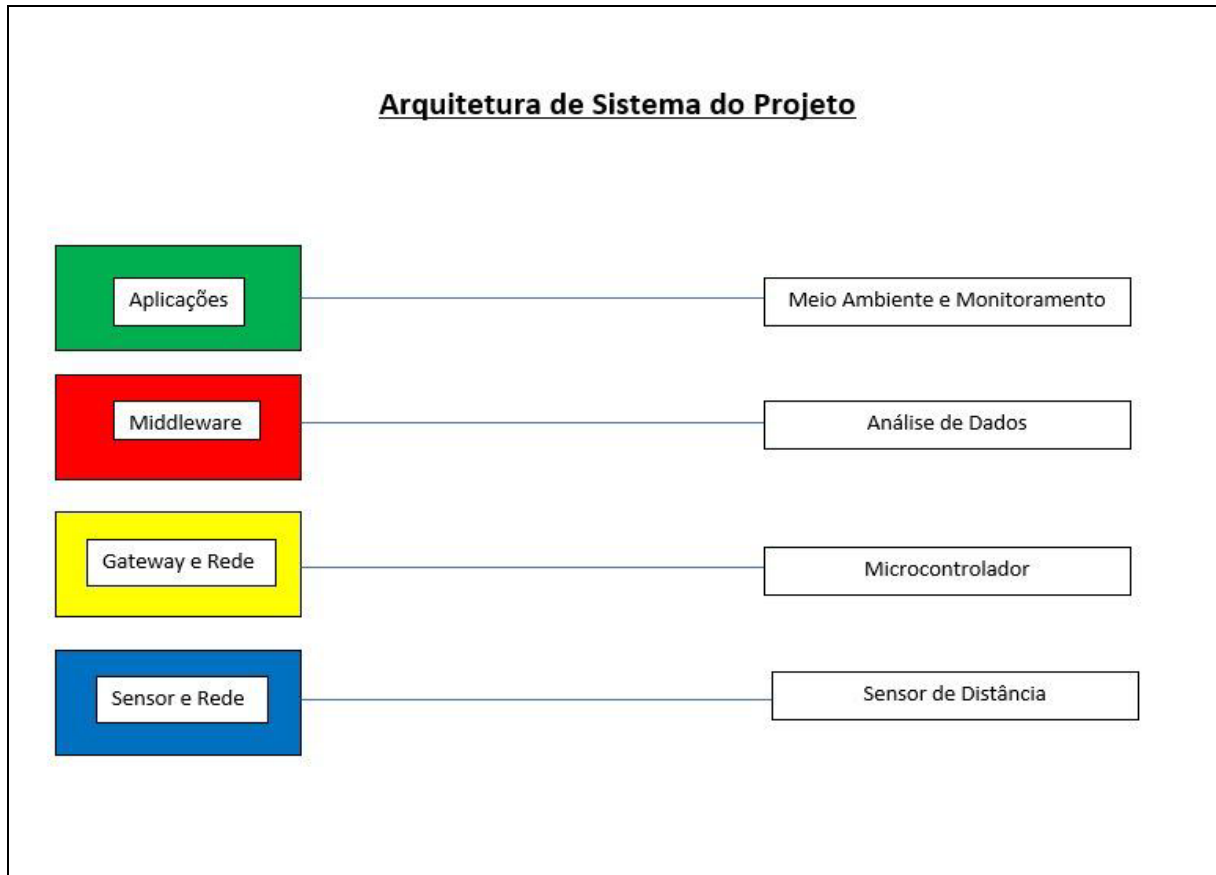 Arquitetura de Sistema do Projeto
Aplicações
Meio Ambiente e Monitoramento
Middleware
Análise de Dados
Gateway e Rede
Microcontrolador
Sensor e Rede
Sensor de Distância